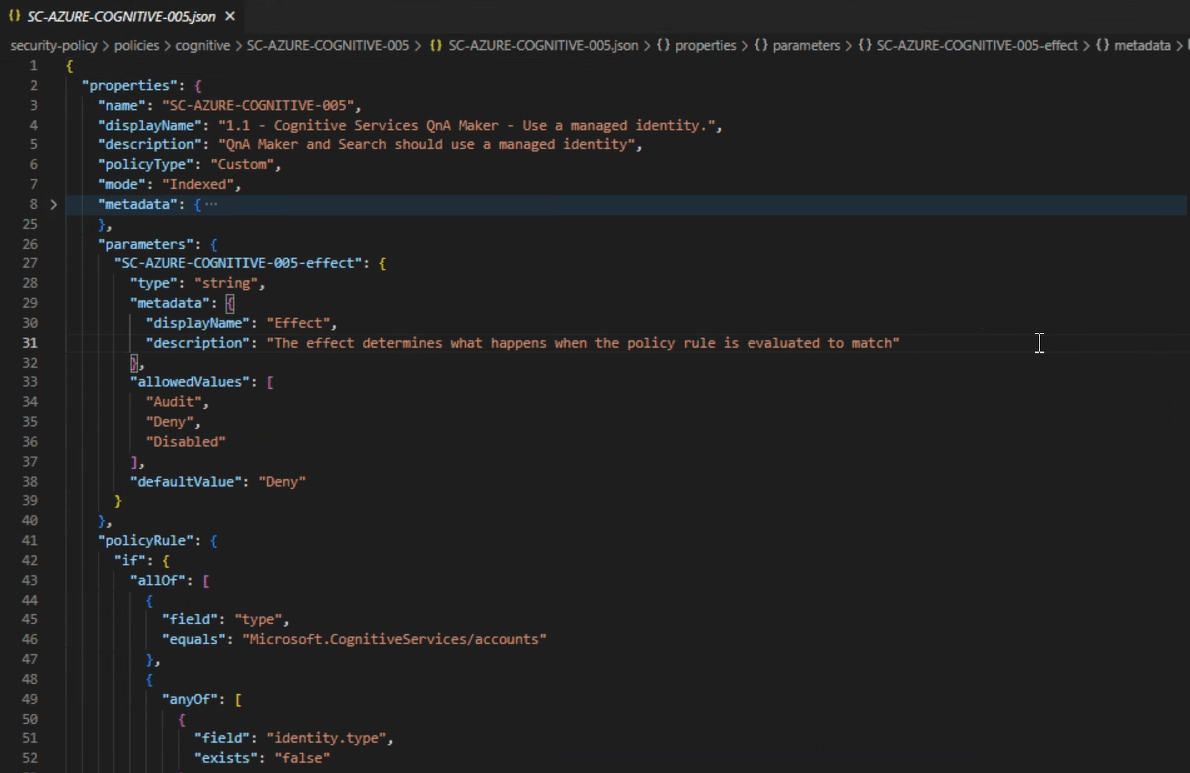 {} SC-AZURE-COGNITIVE-005.json ×
security-policy > policies > cognitive > SC-AZURE-COGNITIVE-005 > {} SC-AZURE-COGNITIVE-005.json > {} properties > {} parameters > {} SC-AZURE-COGNITIVE-005-effect > {} metadata >
1 {
2 "properties": {
3 "name": "SC-AZURE-COGNITIVE-005",
4 "displayName": "1.1 - Cognitive Services QnA Maker - Use a managed identity.",
5 "description": "QnA Maker and Search should use a managed identity",
6 "policyType": "Custom",
7 "mode": "Indexed",
8 > "metadata": { ···
25 },
26 "parameters": {
27 "SC-AZURE-COGNITIVE-005-effect": {
28 "type": "string",
29 "metadata": {
30 "displayName": "Effect",
31 "description": "The effect determines what happens when the policy rule is evaluated to match"
32 },
33 "allowedValues": [
34 "Audit",
35 "Deny",
36 "Disabled"
37 ],
38 "defaultValue": "Deny"
39 }
40 },
41 "policyRule": {
42 "if": {
43 "allOf": [
44 {
45 "field": "type",
46 "equals": "Microsoft.CognitiveServices/accounts"
47 },
48 {
49 "anyOf": [
50 {
51 "field": "identity.type",
52 "exists": "false"